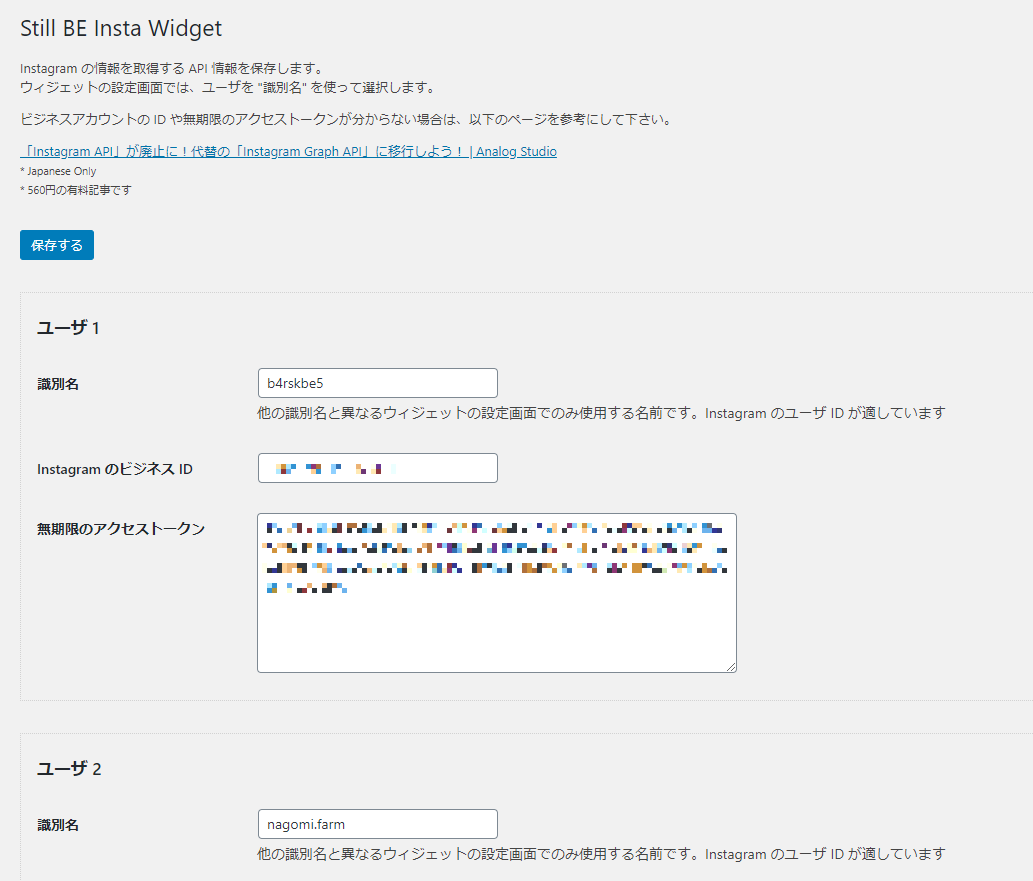 Still BE Insta Widget
Instagram の情報を取得する API 情報を保存します。
ウィジェットの設定画面では、ユーザを "識別名" を使って選択します。
ビジネスアカウントの ID や無期限のアクセストークンが分からない場合は、以下のページを参考にして下さい。
「Instagram API」が廃止に！代替の「Instagram Graph API」に移行しよう！ | Analog Studio
* Japanese Only
* 560円の有料記事です
保存する
ユーザ 1
識別名
b4rskbe5
他の識別名と異なるウィジェットの設定画面でのみ使用する名前です。Instagram のユーザ ID が適しています
Instagram のビジネス ID
無期限のアクセストークン
ユーザ 2
識別名
nagomi.farm
他の識別名と異なるウィジェットの設定画面でのみ使用する名前です。Instagram のユーザ ID が適しています